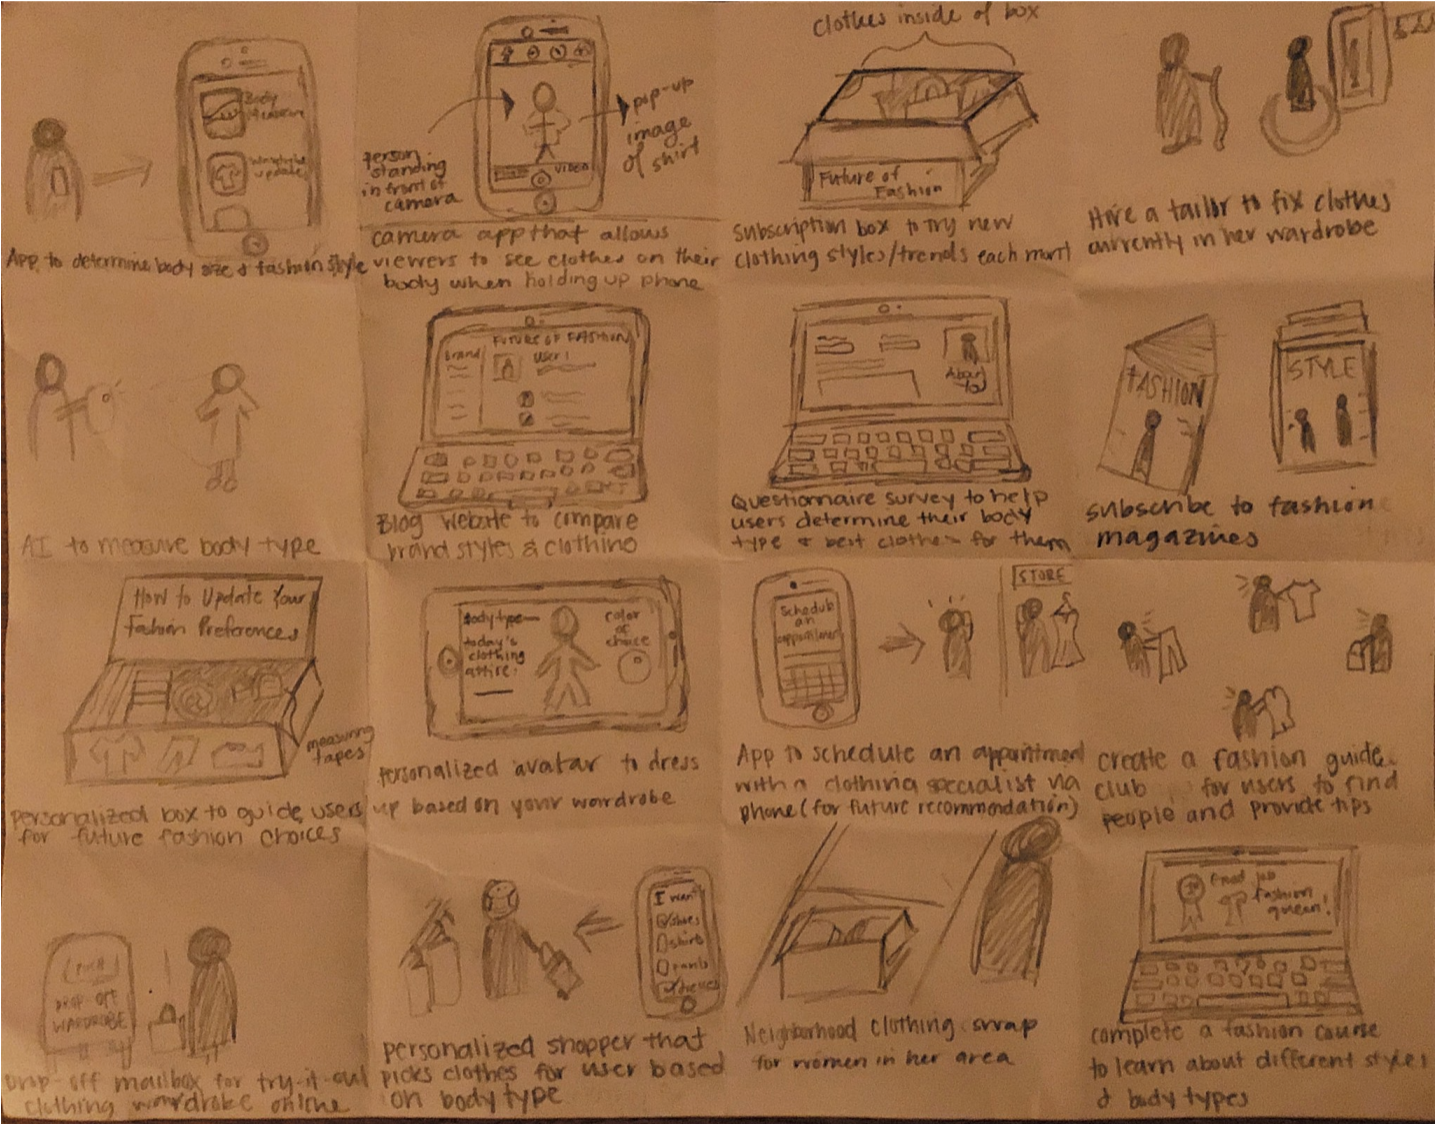 Body
Measure
Wardrobe
update
App to determine body size & fashion style
person
standing
in front of
camera
video
pop-up
image
of shirt
camera app that allows
viewers to see clothes on their
body when holding up phone
clothes inside of box
Future of
Fashion
subscription box to try new
clothing styles/trends each mont
Hire a tailor to fix clothes
currently in her wardrobe
AI to measure body type
FUTURE OF FASHION
brand
User!
Blog website to compare
brand styles & clothing
About
You
Questionnaire survey to help
users determine their body
type & best clothes for them
FASHION
STYLE
subscribe to fashion
magazines
How to Update Your
Fashion Preferences
measuring
tapes
personalized box to guide users
for future fashion choices
Body type
today's
clothing
attire:
color
of
choice
personalized avatar to dress
up based on your wardrobe
Schedule
an
appointment
STORE
App to schedule an appointment
with a clothing specialist via
phone (for future recommendation)
create a fashion guide
club for users to find
people and provide tips
DROP OFF
WARDROBE
Drop-off mailbox for try-it-out
clothing wardrobe online
I want
shoes
shirts
pants
dresses
personalized shopper that
picks clothes for user based
on body type
Neighborhood clothing swap
for women in her area
Good job
fashion
queen!
complete a fashion course
to learn about different styles
& body types